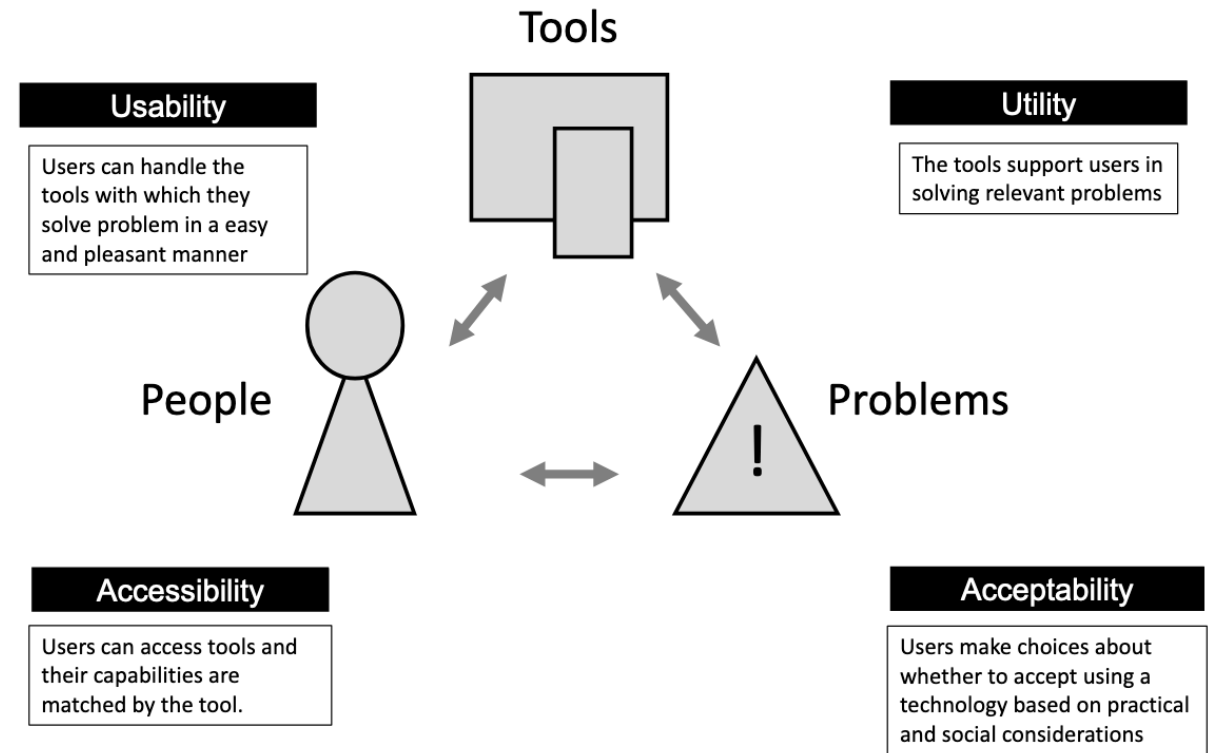 Tools
Usability
Users can handle the
tools with which they
solve problem in a easy
and pleasant manner
Utility
The tools support users in
solving relevant problems
People
Problems
!
Accessibility
Users can access tools and
their capabilities are
matched by the tool.
Acceptability
Users make choices about
whether to accept using a
technology based on practical
and social considerations